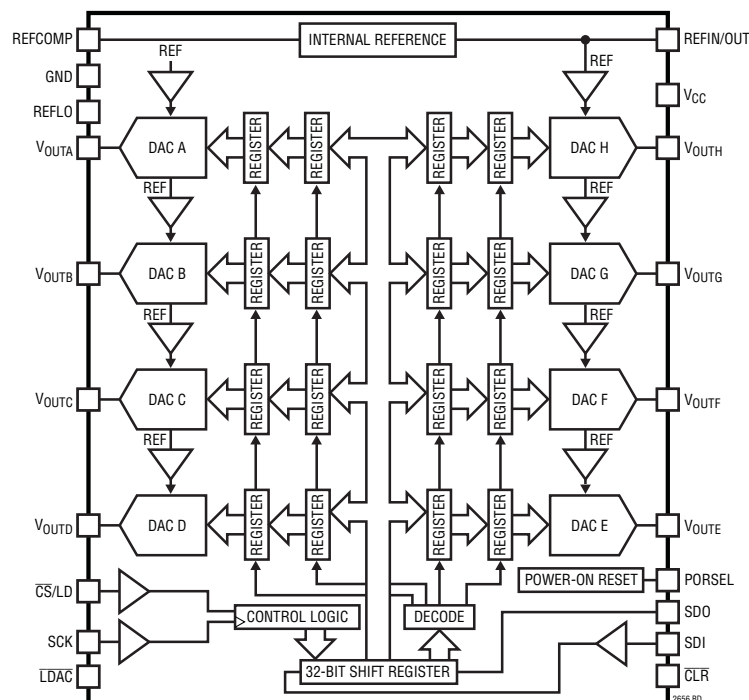 REFCOMP
INTERNAL REFERENCE
REFIN/OUT
REF
REF
GND
VCC
REFLO
VOUTA
DAC A
REGISTER
REGISTER
REGISTER
REGISTER
DAC H
VOUTH
REF
REF
VOUTB
DAC B
REGISTER
REGISTER
REGISTER
REGISTER
DAC G
VOUTG
REF
REF
VOUTC
DAC C
REGISTER
REGISTER
REGISTER
REGISTER
DAC F
VOUTF
REF
REF
VOUTD
DAC D
REGISTER
REGISTER
REGISTER
REGISTER
DAC E
VOUTE
C̅S̅/LD
POWER-ON RESET
PORSEL
CONTROL LOGIC
DECODE
SDO
SCK
SDI
L̅D̅A̅C̅
32-BIT SHIFT REGISTER
C̅L̅R̅
2656 BD